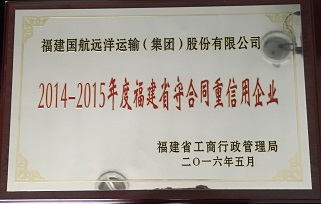 福建国航远洋运输（集团）股份有限公司
2014-2015年度福建省守合同重信用企业
福建省工商行政管理局
二〇一六年五月